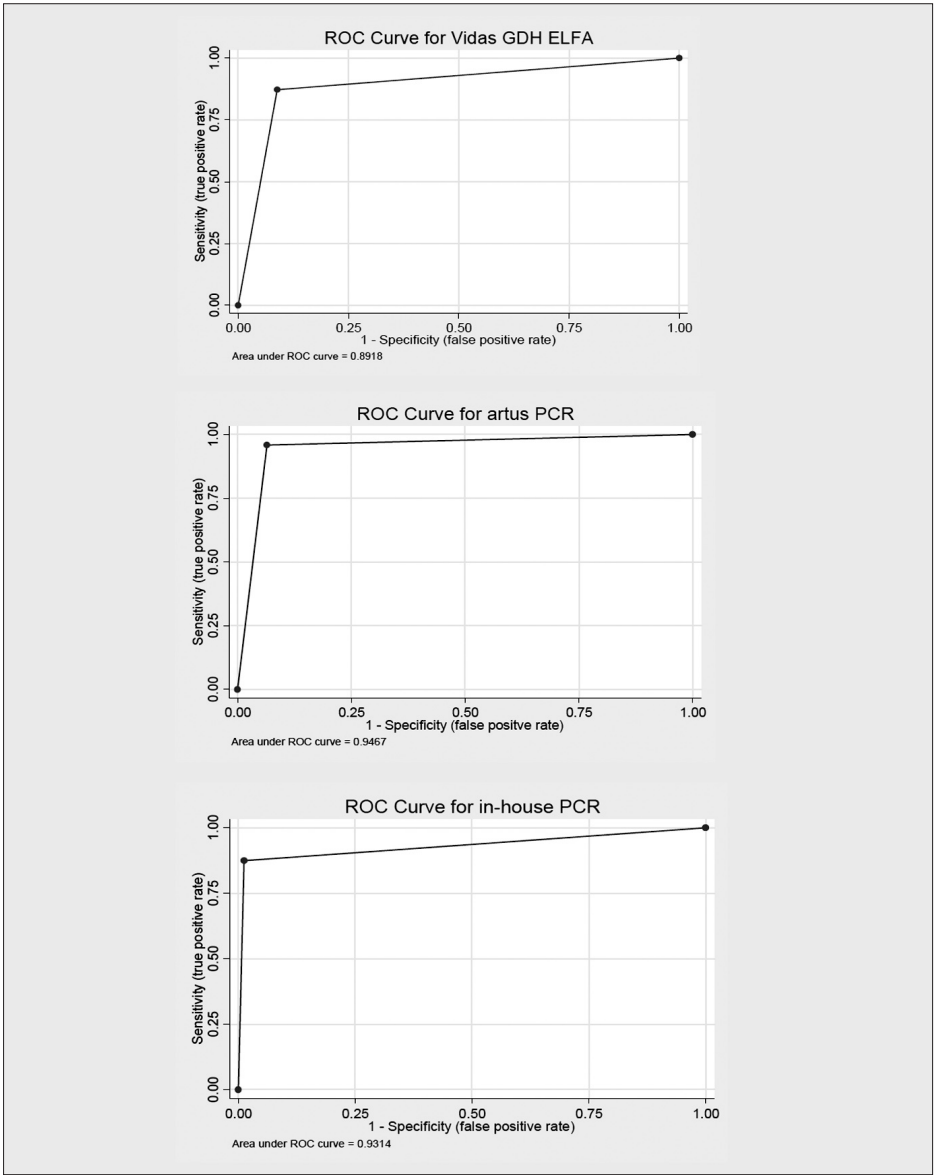 ROC Curve for Vidas GDH ELFA
Sensitivity (true positive rate)
1.00
0.75
0.50
0.25
0.00
0.00 0.25 0.50 0.75 1.00
1 - Specificity (false positive rate)
Area under ROC curve = 0.8918
ROC Curve for artus PCR
Sensitivity (true positive rate)
1.00
0.75
0.50
0.25
0.00
0.00 0.25 0.50 0.75 1.00
1 - Specificity (false positve rate)
Area under ROC curve = 0.9467
ROC Curve for in-house PCR
Sensitivity (true positive rate)
1.00
0.75
0.50
0.25
0.00
0.00 0.25 0.50 0.75 1.00
1 - Specificity (false positive rate)
Area under ROC curve = 0.9314